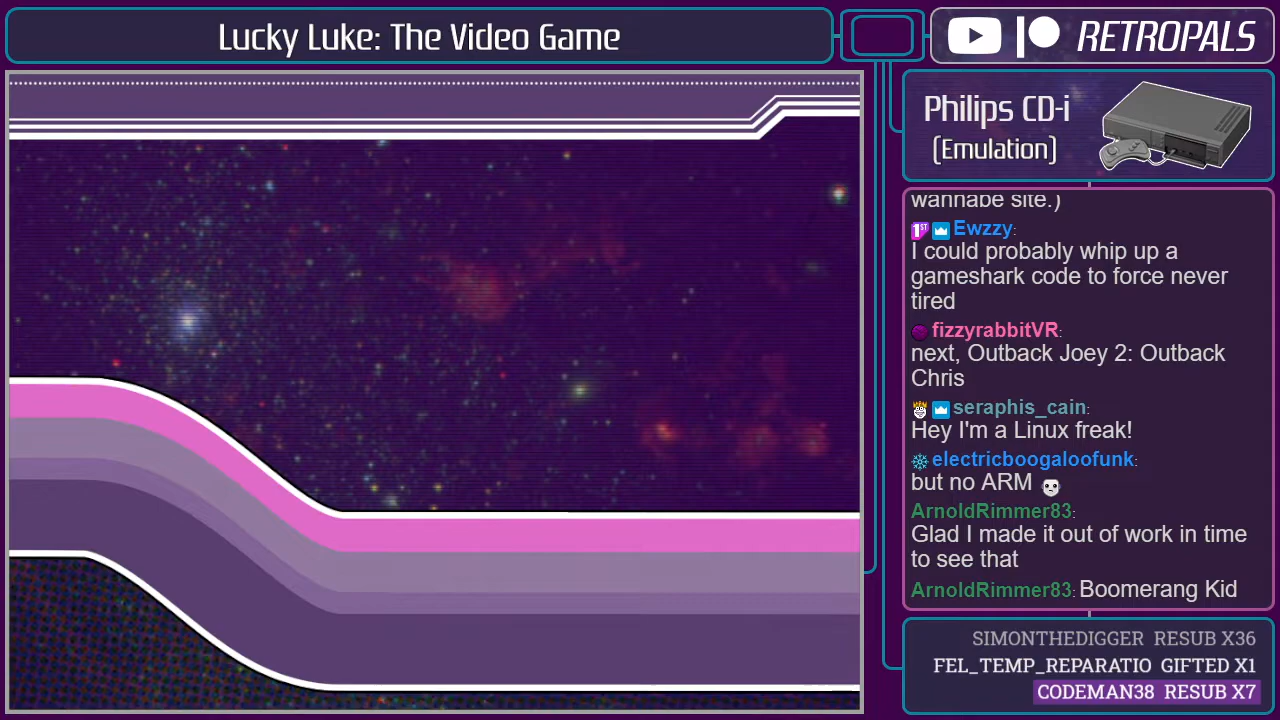 Lucky Luke: The Video Game
RETROPALS
Philips CD-i
(Emulation)
wannabe site.)
1ST Ewzzy:
I could probably whip up a
gameshark code to force never
tired
fizzyrabbitVR:
next, Outback Joey 2: Outback
Chris
seraphis_cain:
Hey I'm a Linux freak!
electricboogaloofunk:
but no ARM
ArnoldRimmer83:
Glad I made it out of work in time
to see that
ArnoldRimmer83: Boomerang Kid
SIMONTHEDIGGER RESUB X36
FEL_TEMP_REPARATIO GIFTED X1
CODEMAN38 RESUB X7